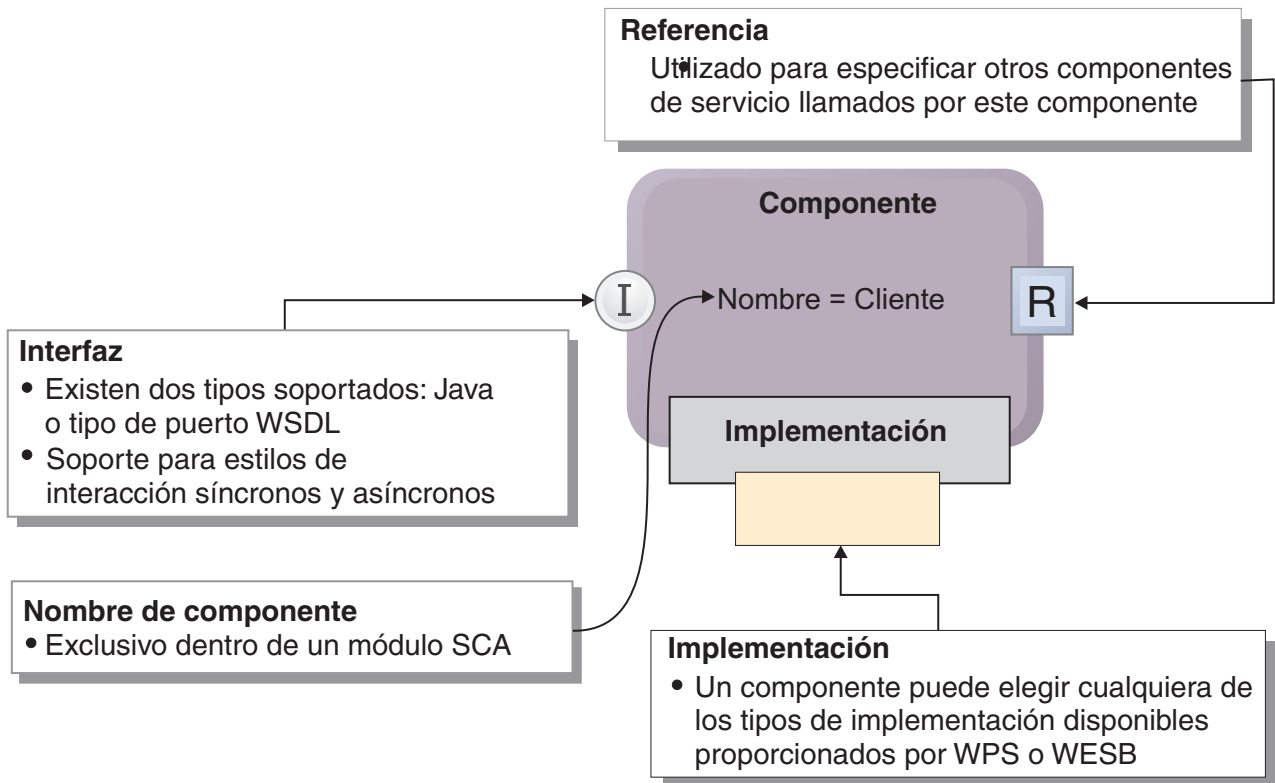 Referencia
• Utilizado para especificar otros componentes
de servicio llamados por este componente
Componente
I
Nombre = Cliente
R
Interfaz
• Existen dos tipos soportados: Java
o tipo de puerto WSDL
• Soporte para estilos de
interacción síncronos y asíncronos
Implementación
Nombre de componente
• Exclusivo dentro de un módulo SCA
Implementación
• Un componente puede elegir cualquiera de
los tipos de implementación disponibles
proporcionados por WPS o WESB